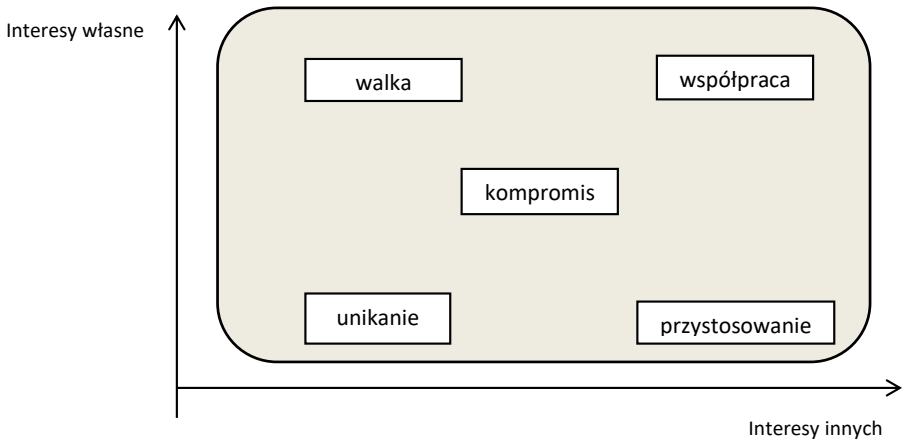 Interesy własne
walka
współpraca
kompromis
unikanie
przystosowanie
Interesy innych